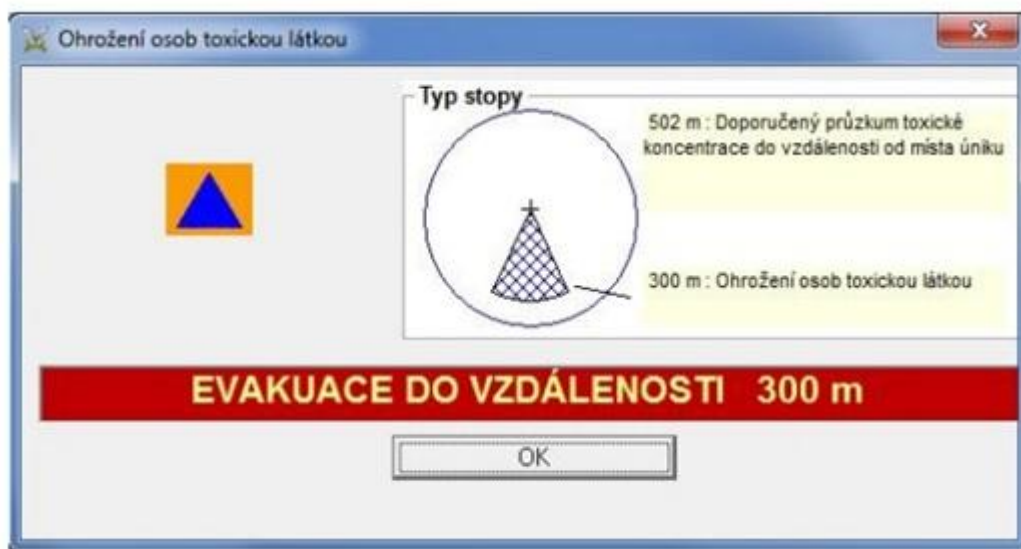 Ohrožení osob toxickou látkou
Typ stopy
502 m : Doporučený průzkum toxické
koncentrace do vzdálenosti od místa úniku
300 m : Ohrožení osob toxickou látkou
EVAKUACE DO VZDÁLENOSTI 300 m
OK